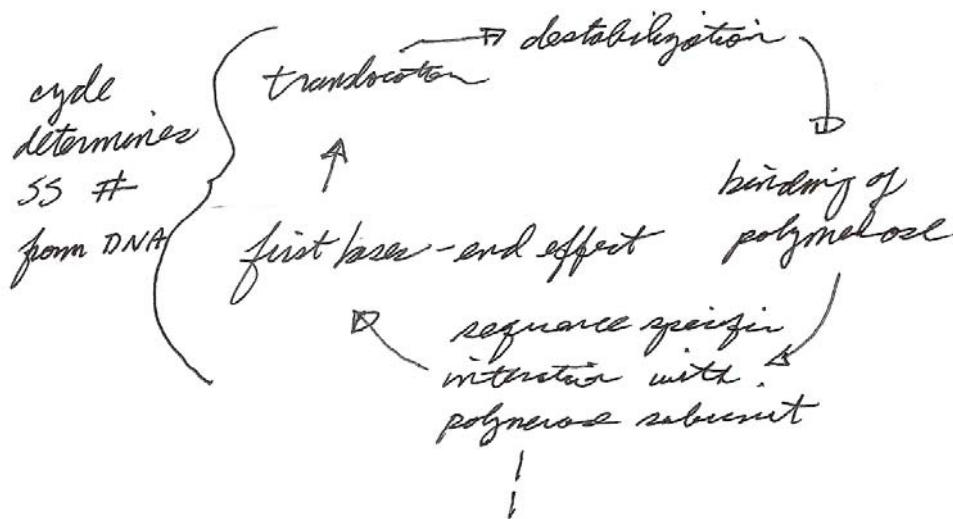 cycle
determines
SS #
from DNA
translocation
destabilization
binding of
polymerase
sequence specific
interaction with
polymerase subunit
first bases - end effect